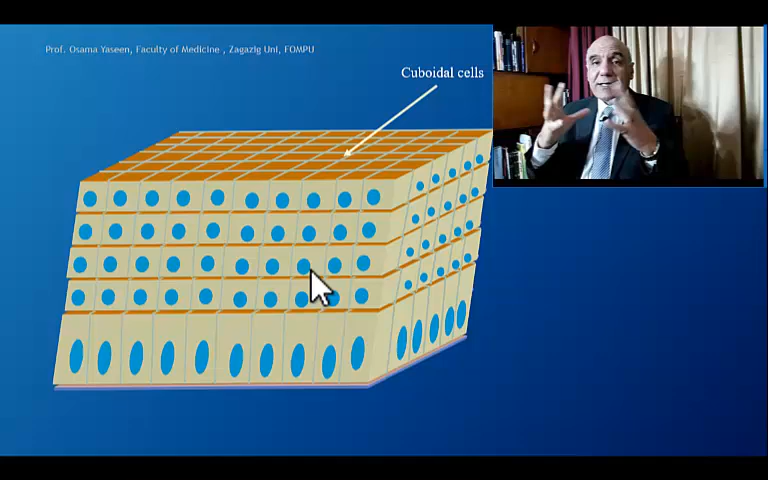 Prof. Osama Yaseen, Faculty of Medicine , Zagazig Uni, FOMPU
Cuboidal cells